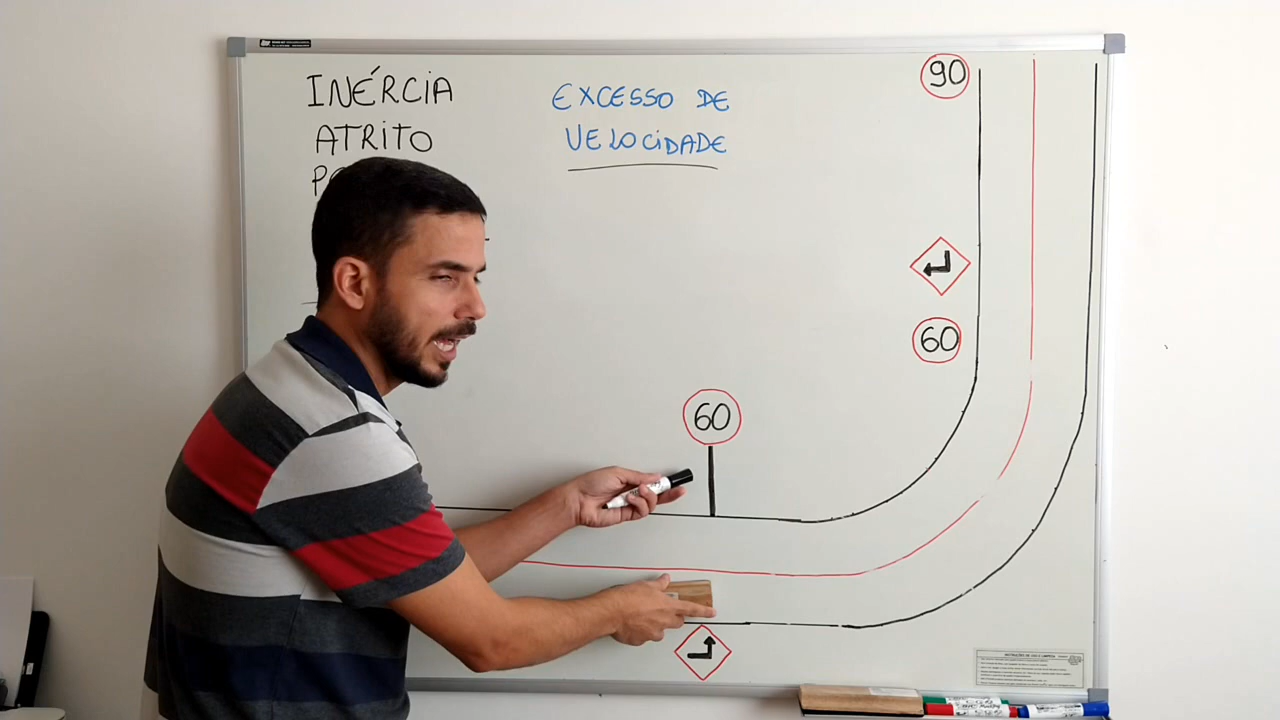 INÉRCIA
ATRITO
EXCESSO DE
VELOCIDADE
90
60
60